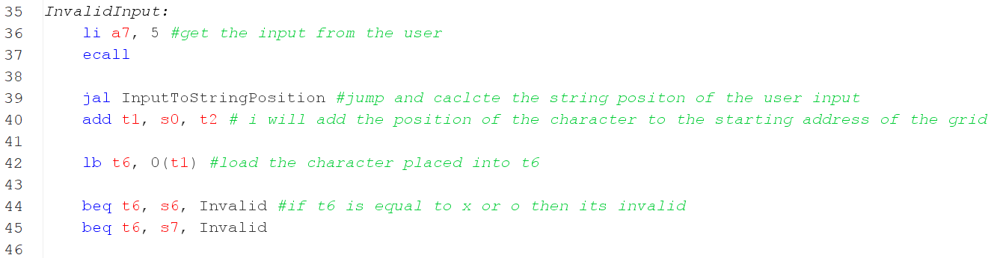 35 InvalidInput:
36 li a7, 5 #get the input from the user
37 ecall
38
39 jal InputToStringPosition #jump and caclcte the string positon of the user input
40 add t1, s0, t2 # i will add the position of the character to the starting address of the grid
41
42 lb t6, 0(t1) #load the character placed into t6
43
44 beq t6, s6, Invalid #if t6 is equal to x or o then its invalid
45 beq t6, s7, Invalid
46